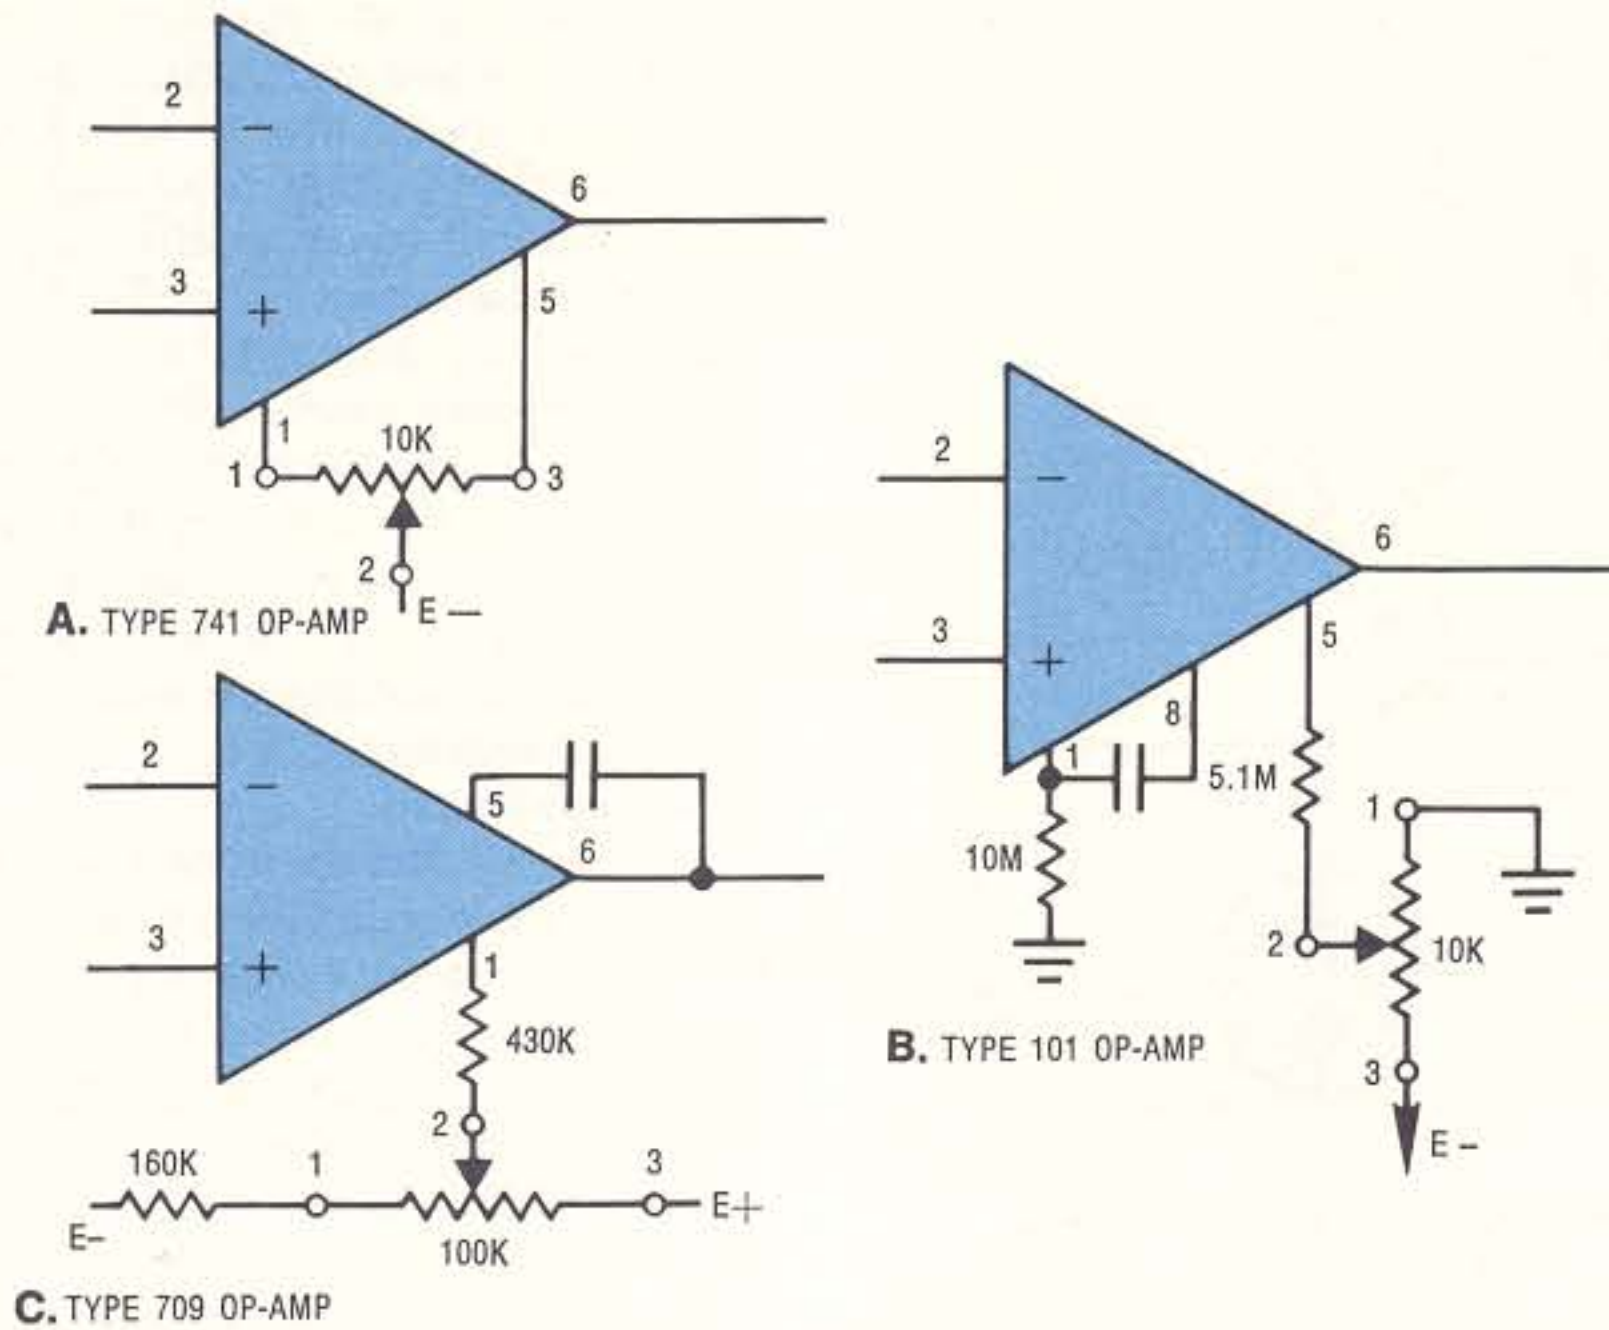 2
−
6
3
+
5
1
10K
1
3
2
E −
A. TYPE 741 OP-AMP
2
−
6
3
+
5
8
1
5.1M
1
10M
2
10K
B. TYPE 101 OP-AMP
3
E −
2
−
5
6
3
+
1
430K
2
160K
1
3
E−
E+
100K
C. TYPE 709 OP-AMP